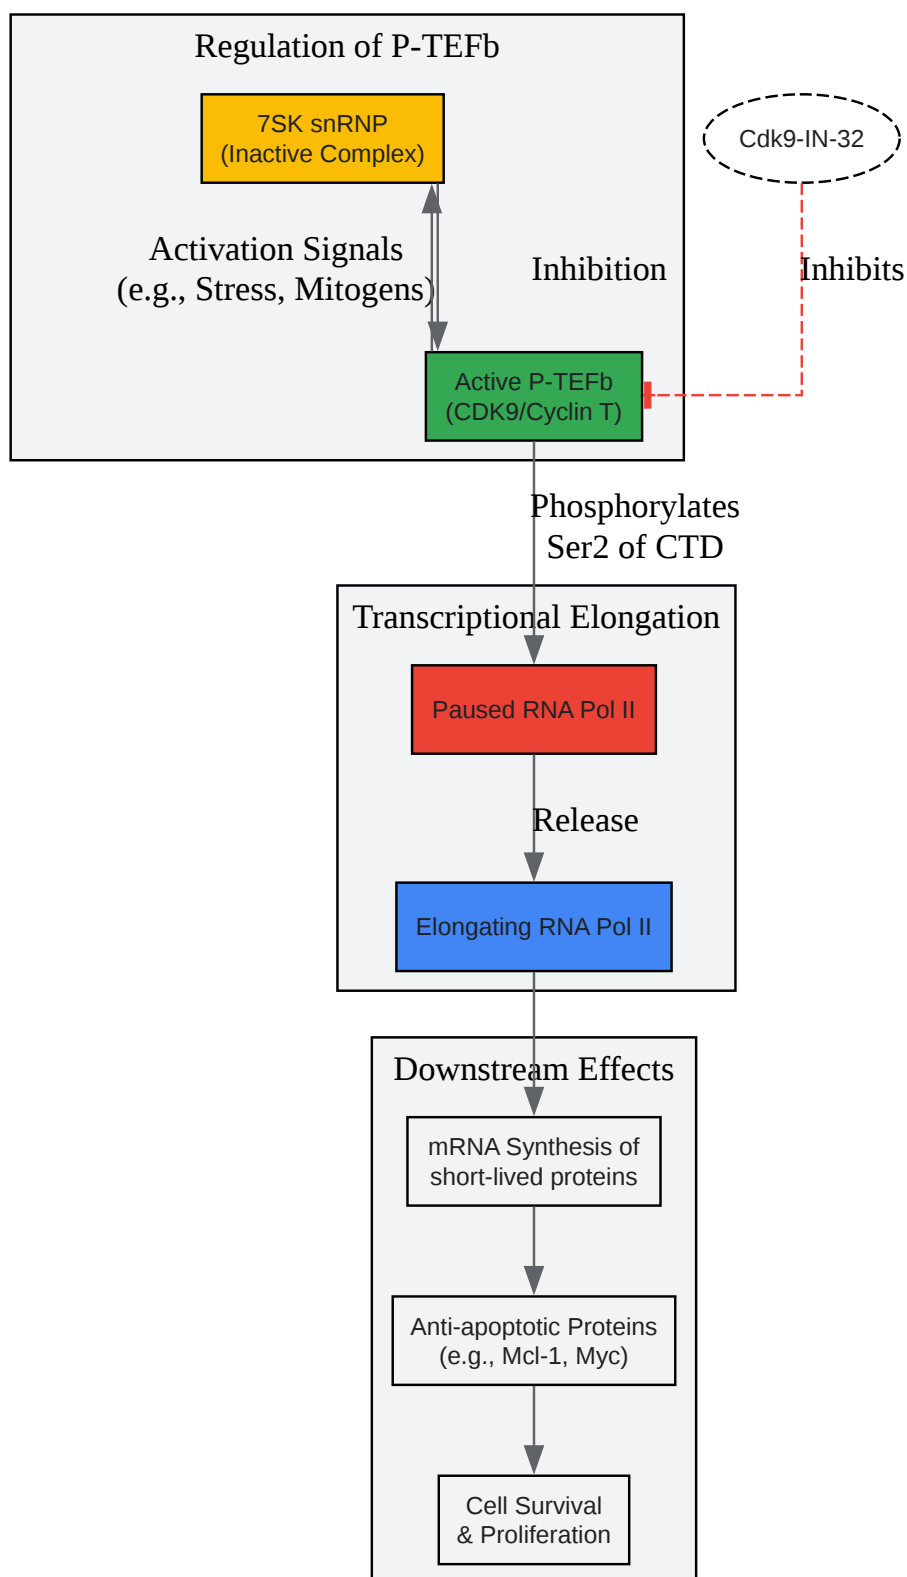 Regulation of P-TEFb
7SK snRNP
(Inactive Complex)
Cdk9-IN-32
Activation Signals
(e.g., Stress, Mitogens)
Inhibition
Inhibits
Active P-TEFb
(CDK9/Cyclin T)
Phosphorylates
Ser2 of CTD
Transcriptional Elongation
Paused RNA Pol II
Release
Elongating RNA Pol II
Downstream Effects
mRNA Synthesis of
short-lived proteins
Anti-apoptotic Proteins
(e.g., Mcl-1, Myc)
Cell Survival
& Proliferation